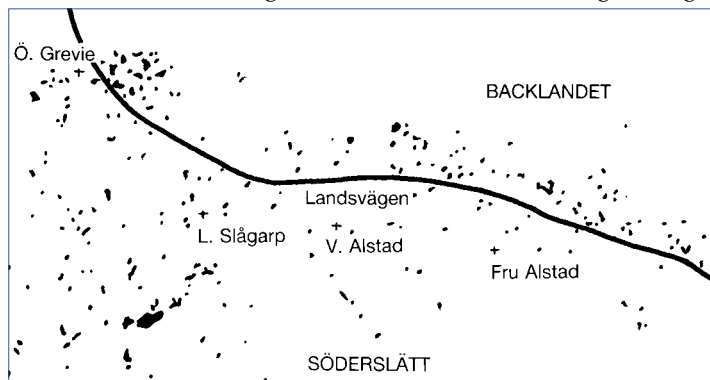 Ö. Grevie
BACKLANDET
Landsvägen
L. Slågarp
V. Alstad
Fru Alstad
SÖDERSLÄTT